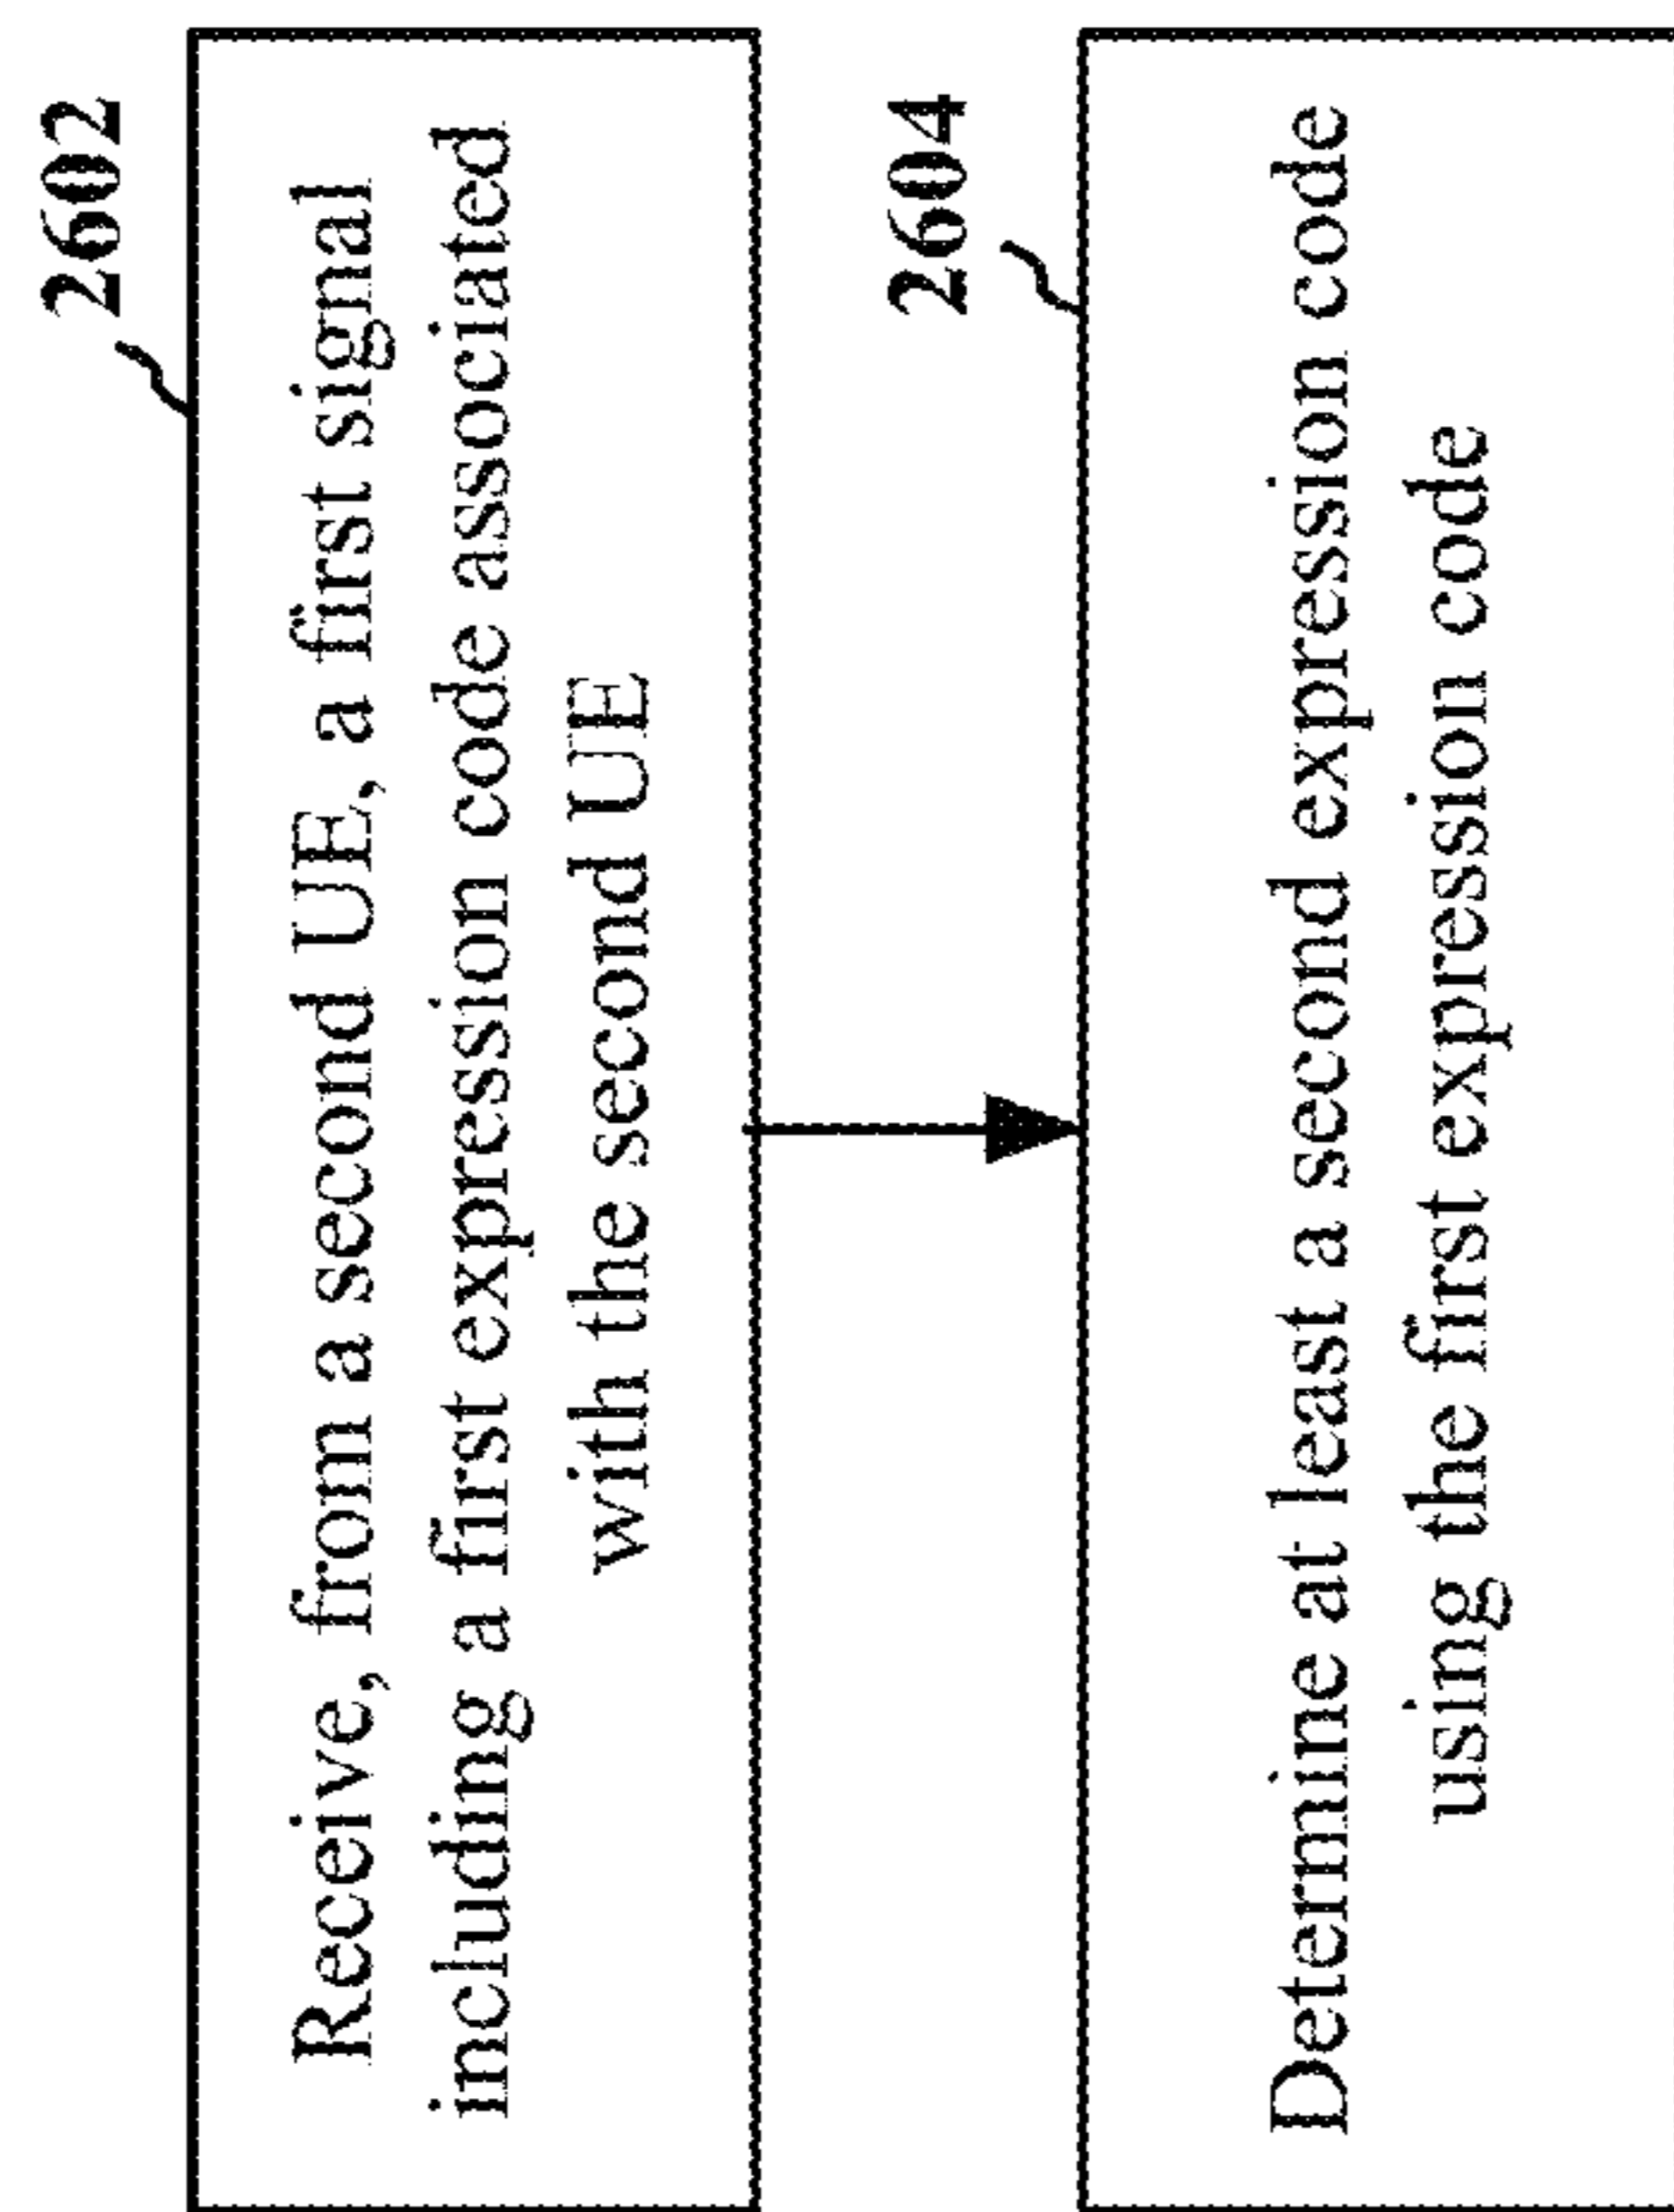 2602
Receive, from a second UE, a first signal
including a first expression code associated
with the second UE
2604
Determine at least a second expression code
using the first expression code